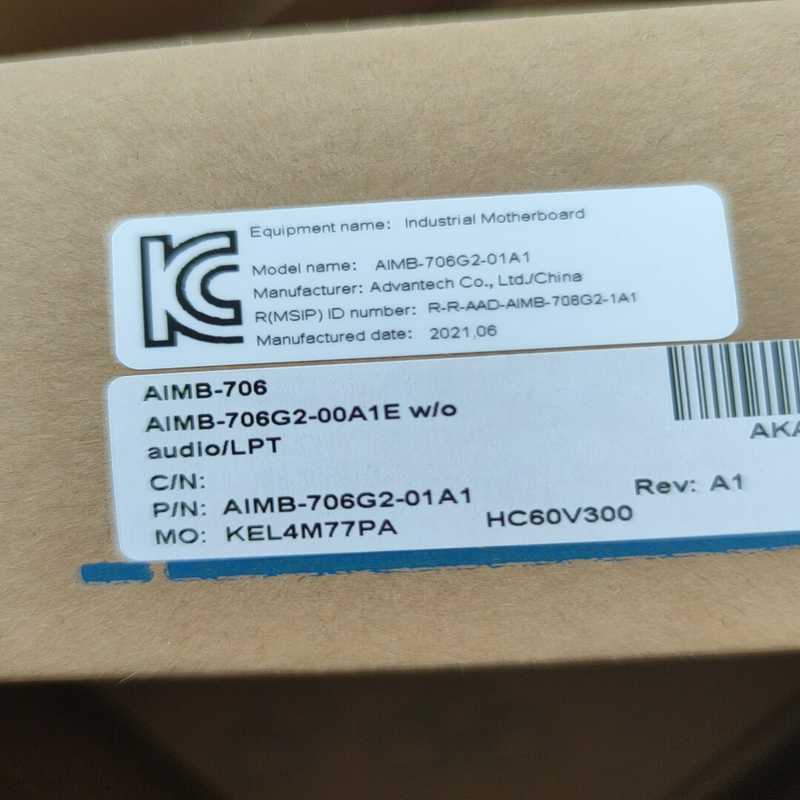 KC
Equipment name: Industrial Motherboard
Model name: AIMB-706G2-01A1
Manufacturer: Advantech Co., Ltd./China
R(MSIP) ID number: R-R-AAD-AIMB-706G2-1A1
Manufactured date: 2021,06
AIMB-706
AIMB-706G2-00A1E w/o
audio/LPT
AKA
C/N:
P/N: AIMB-706G2-01A1 Rev: A1
MO: KEL4M77PA HC60V300